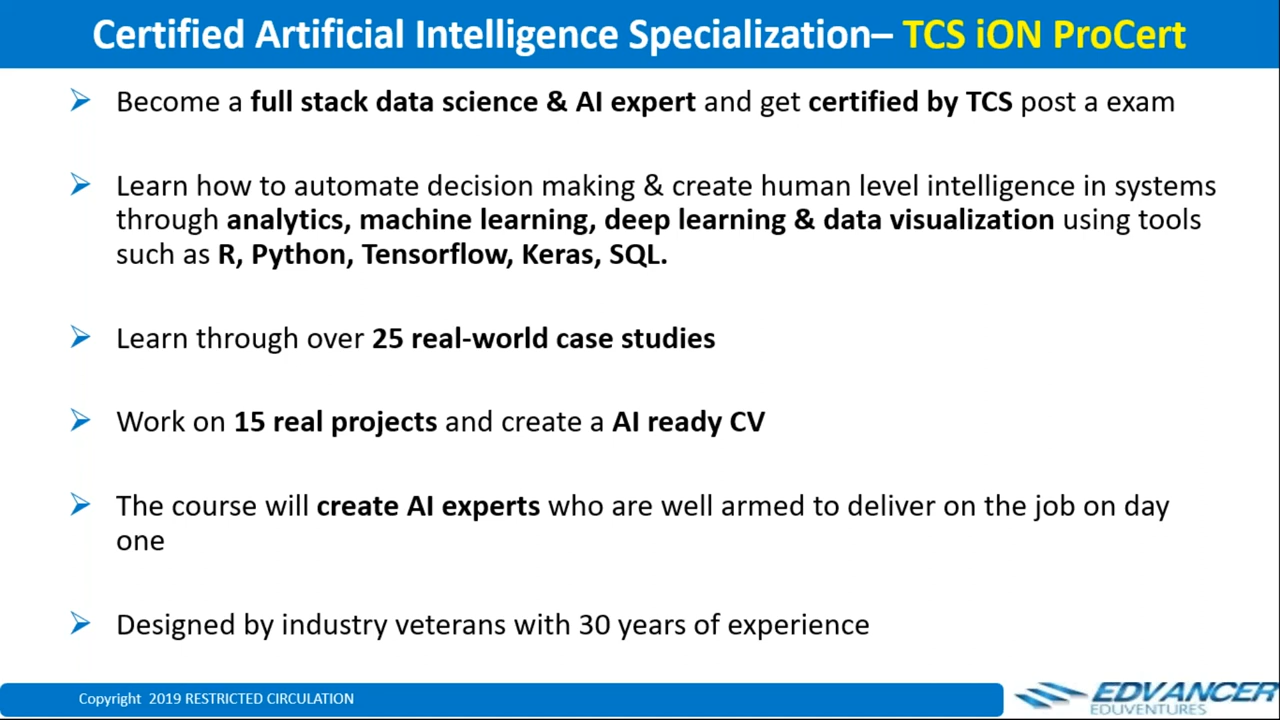 Certified Artificial Intelligence Specialization– TCS iON ProCert
Become a full stack data science & AI expert and get certified by TCS post a exam
Learn how to automate decision making & create human level intelligence in systems
through analytics, machine learning, deep learning & data visualization using tools
such as R, Python, Tensorflow, Keras, SQL.
Learn through over 25 real-world case studies
Work on 15 real projects and create a AI ready CV
The course will create AI experts who are well armed to deliver on the job on day
one
Designed by industry veterans with 30 years of experience
Copyright 2019 RESTRICTED CIRCULATION
EDVANCER
EDUVENTURES